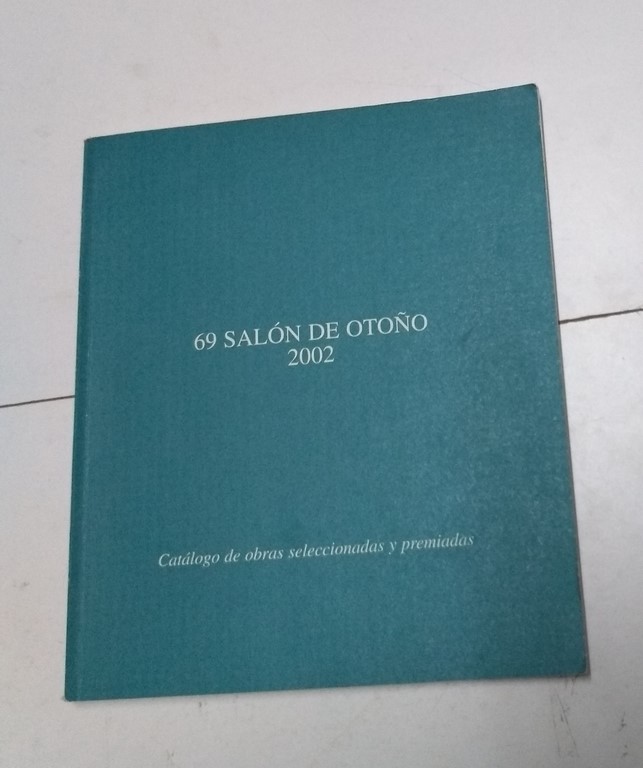 69 SALÓN DE OTOÑO
2002
Catálogo de obras seleccionadas y premiadas